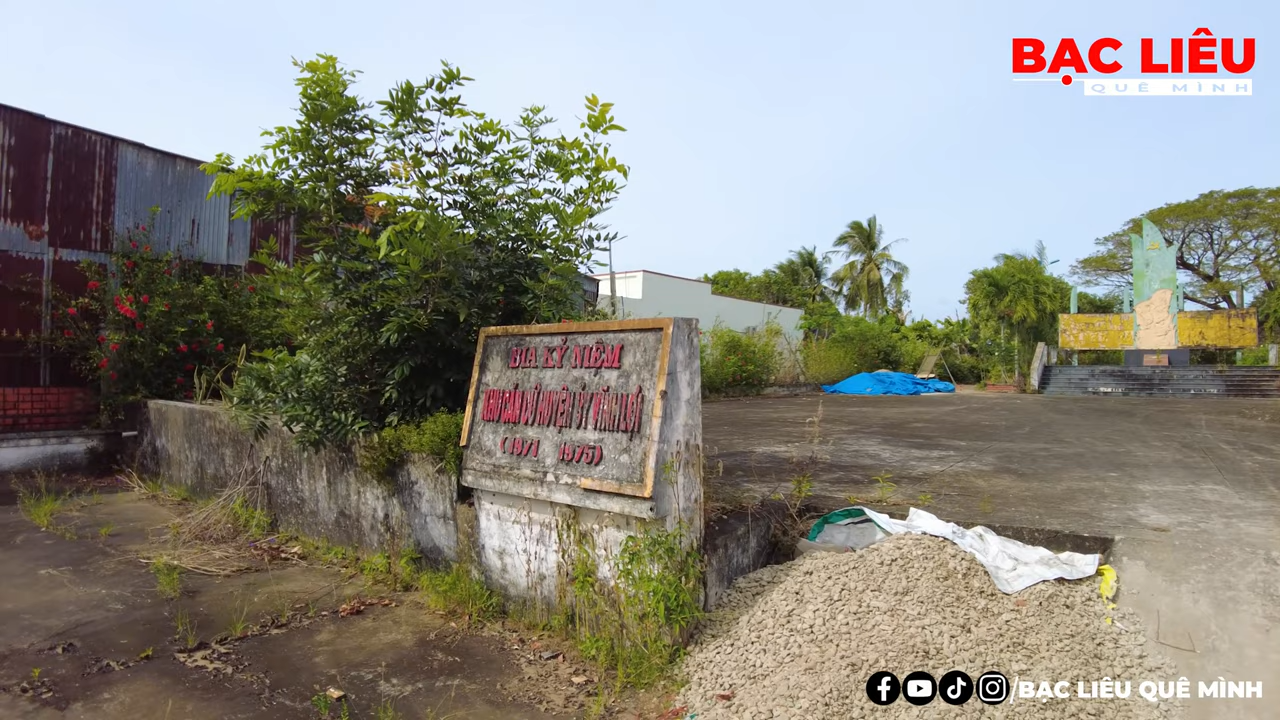 BẠC LIÊU
QUÊ MÌNH
BIA KỶ NIỆM
KHU CĂN CỨ HUYỆN ỦY VĨNH LỢI
(1971 1975)
/BẠC LIÊU QUÊ MÌNH